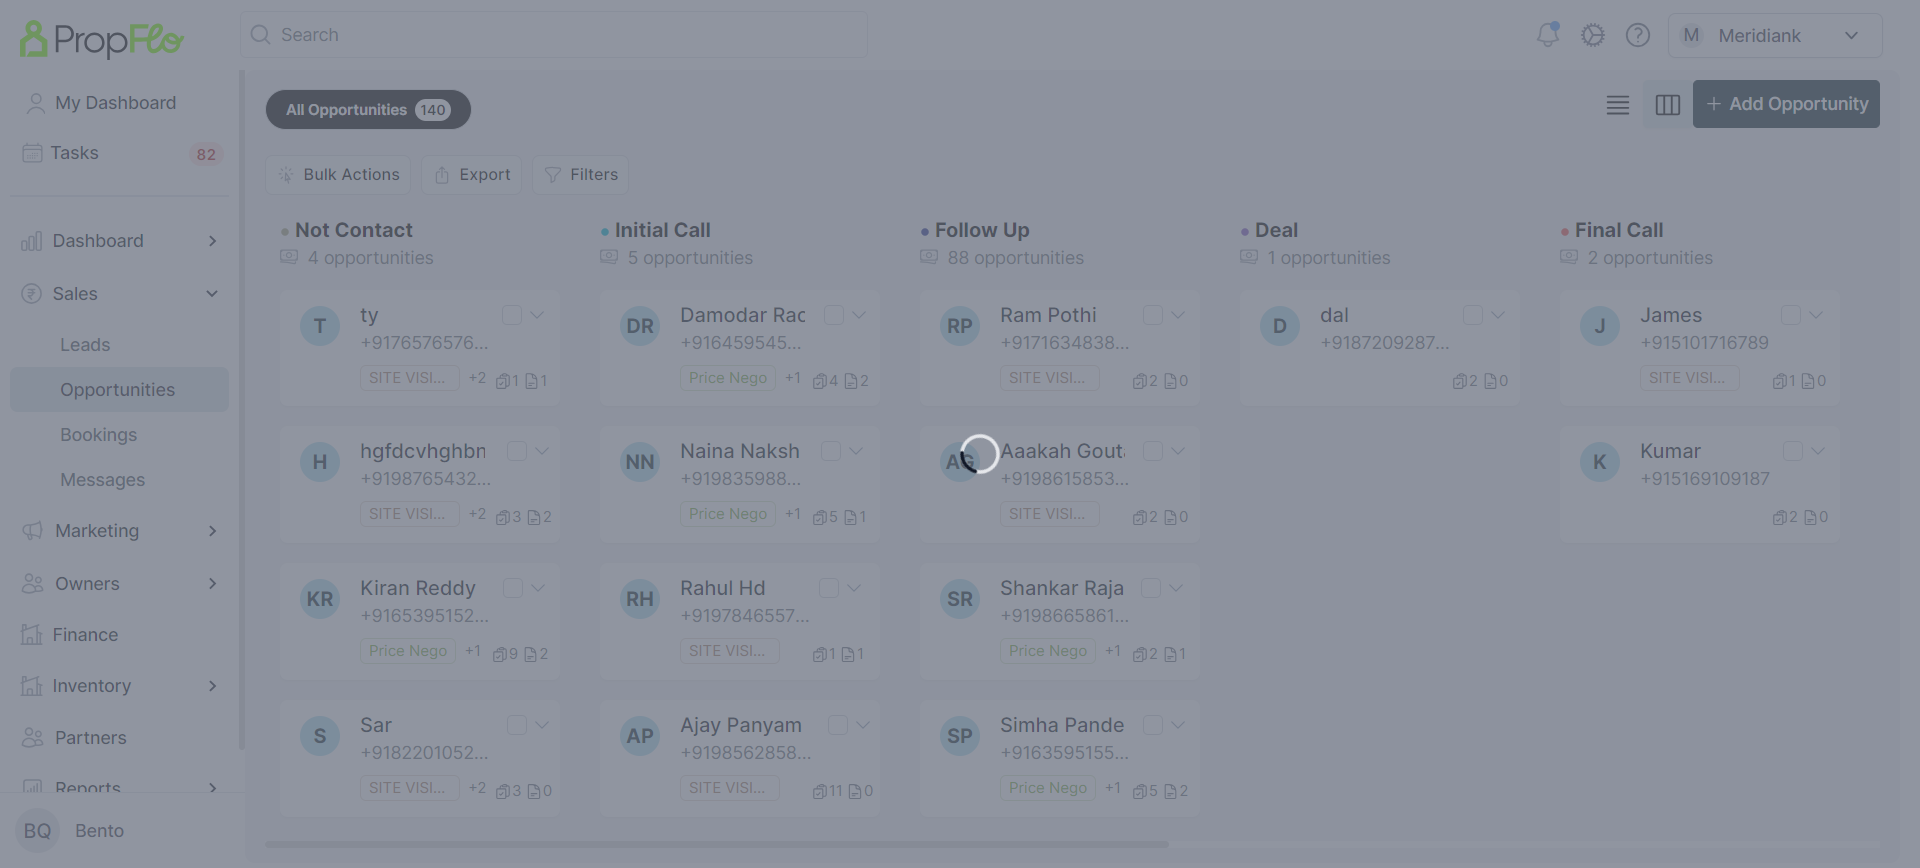 PropFlo
Search
M Meridiank
My Dashboard
Tasks 82
Dashboard
Sales
Leads
Opportunities
Bookings
Messages
Marketing
Owners
Finance
Inventory
Partners
Reports
BQ Bento
All Opportunities 140
+ Add Opportunity
Bulk Actions Export Filters
Not Contact
4 opportunities
T ty
+9176576576...
SITE VISI... +2 1 1
H hgfdcvhghbn
+9198765432...
SITE VISI... +2 3 2
KR Kiran Reddy
+9165395152...
Price Nego +1 9 2
S Sar
+9182201052...
SITE VISI... +2 3 0
Initial Call
5 opportunities
DR Damodar Rao
+916459545...
Price Nego +1 4 2
NN Naina Naksh
+919835988...
Price Nego +1 5 1
RH Rahul Hd
+9197846557...
SITE VISI... 1 1
AP Ajay Panyam
+9198562858...
SITE VISI... 11 0
Follow Up
88 opportunities
RP Ram Pothi
+9171634838...
SITE VISI... 2 0
AG Aaakah Gout
+9198615853...
SITE VISI... 2 0
SR Shankar Raja
+9198665861...
Price Nego +1 2 1
SP Simha Pande
+9163595155...
Price Nego +1 5 2
Deal
1 opportunities
D dal
+9187209287...
2 0
Final Call
2 opportunities
J James
+915101716789
SITE VISI... 1 0
K Kumar
+915169109187
2 0